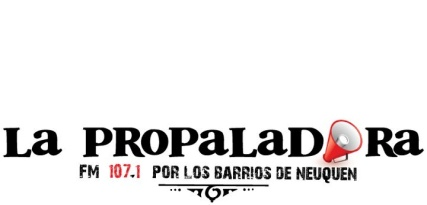 La PROPaLaDORa
FM 107.1 POR LOS BARRIOS DE NEUQUEN